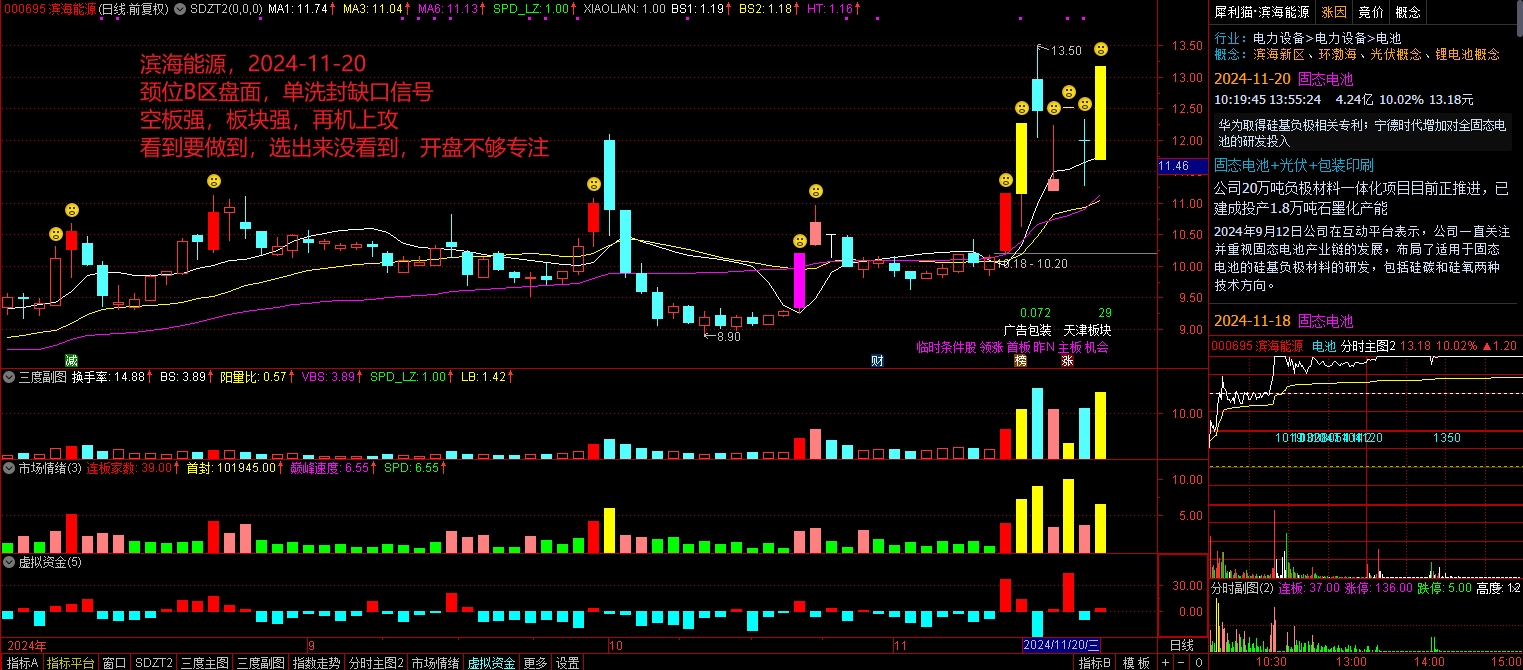 000695 滨海能源(日线.前复权) SDZT2(0,0,0) MA1: 11.74↑ MA3: 11.04↑ MA6: 11.13↑ SPD_LZ: 1.00↑ XIAOLIAN: 1.00 BS1: 1.19↑ BS2: 1.18↑ HT: 1.16↑
滨海能源，2024-11-20
颈位B区盘面，单洗封缺口信号
空板强，板块强，再机上攻
看到要做到，选出来没看到，开盘不够专注
13.50
13.50
13.00
12.50
12.00
11.46
11.00
10.50
10.00
9.50
9.00
9.18 - 10.20
8.90
0.072
29
广告包装 天津板块
临时条件股 领涨 首板 昨N 主板 机会
减
财
榜
涨
三度副图 换手率: 14.88↑ BS: 3.89↑ 阳量比: 0.57↑ VBS: 3.83↑ SPD_LZ: 1.00↑ LB: 1.42↑
10.00
市场情绪(3) 连板家数: 39.00↑ 首封: 101945.00↑ 巅峰速度: 6.55↑ SPD: 6.55↑
10.00
5.00
虚拟资金(5)
30.00
0.00
2024年
9
10
11
2024/11/20/三
日线
指标A 指标平台 窗口 SDZT2 三度主图 三度副图 指数走势 分时主图2 市场情绪 虚拟资金 更多 设置
指标B 模板 + - 0
犀利猫·滨海能源 涨因 竞价 概念
行业: 电力设备>电力设备>电池
概念: 滨海新区、环渤海、光伏概念、锂电池概念
2024-11-20 固态电池
10:19:45 13:55:24 4.24亿 10.02% 13.18元
华为取得硅基负极相关专利；宁德时代增加对全固态电
池的研发投入
固态电池+光伏+包装印刷
公司20万吨负极材料一体化项目目前正推进，已
建成投产1.8万吨石墨化产能
2024年9月12日公司在互动平台表示，公司一直关注
并重视固态电池产业链的发展，布局了适用于固态
电池的硅基负极材料的研发，包括硅碳和硅氧两种
技术方向。
2024-11-18 固态电池
000695 滨海能源 电池 分时主图2 13.18 10.02% ▲1.20
1350
分时副图(2) 连板: 37.00 涨停: 136.00 跌停: 5.00 高度: 12
10:30
13:00
14:00
15:00